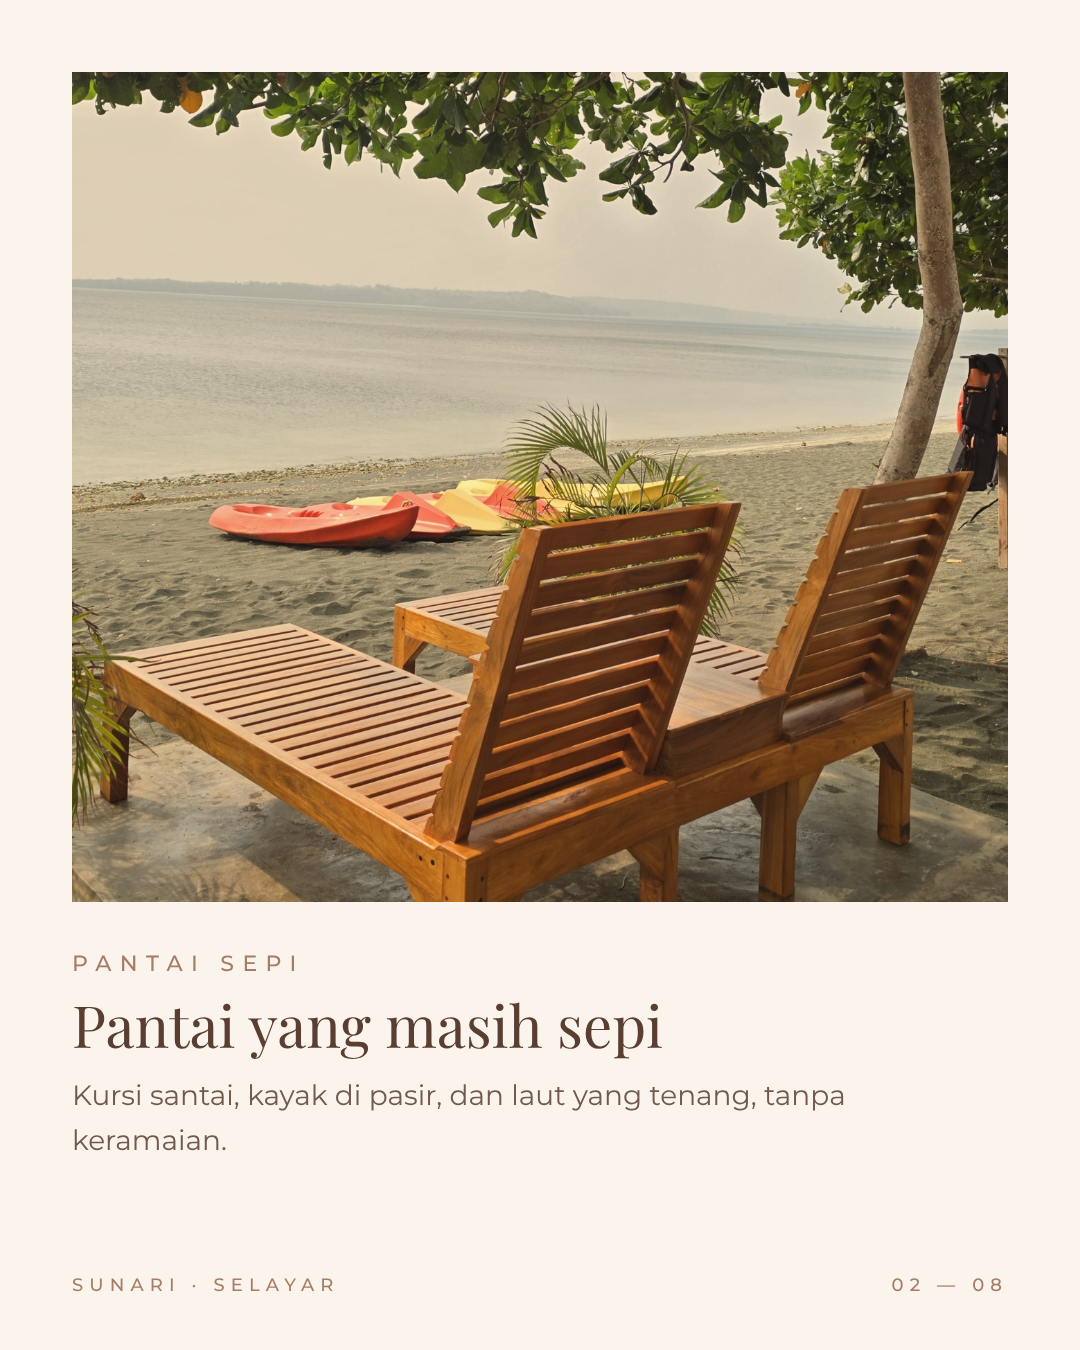 PANTAI SEPI
Pantai yang masih sepi
Kursi santai, kayak di pasir, dan laut yang tenang, tanpa
keramaian.
SUNARI · SELAYAR
02 — 08